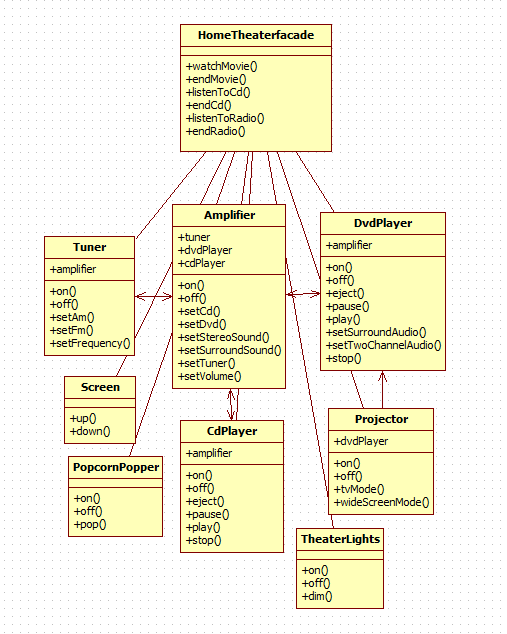 HomeTheaterfacade
+watchMovie()
+endMovie()
+listenToCd()
+endCd()
+listenToRadio()
+endRadio()
Amplifier
+tuner
+dvdPlayer
+cdPlayer
+on()
+off()
+setCd()
+setDvd()
+setStereoSound()
+setSurroundSound()
+setTuner()
+setVolume()
DvdPlayer
+amplifier
+on()
+off()
+eject()
+pause()
+play()
+setSurroundAudio()
+setTwoChannelAudio()
+stop()
Tuner
+amplifier
+on()
+off()
+setAm()
+setFm()
+setFrequency()
Screen
+up()
+down()
PopcornPopper
+on()
+off()
+pop()
CdPlayer
+amplifier
+on()
+off()
+eject()
+pause()
+play()
+stop()
Projector
+dvdPlayer
+on()
+off()
+tvMode()
+wideScreenMode()
TheaterLights
+on()
+off()
+dim()